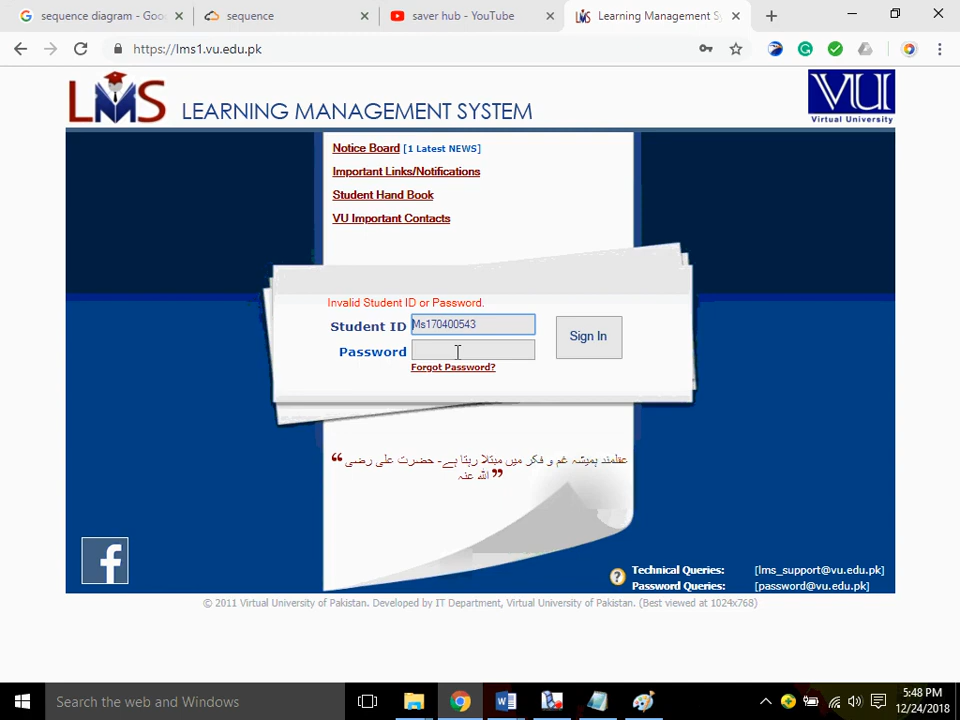 sequence diagram - Goo
sequence
saver hub - YouTube
Learning Management Sy
https://lms1.vu.edu.pk
LMS LEARNING MANAGEMENT SYSTEM
VU
Virtual University
Notice Board [1 Latest NEWS]
Important Links/Notifications
Student Hand Book
VU Important Contacts
Invalid Student ID or Password.
Student ID Ms170400543
Sign In
Password
Forgot Password?
❝ عقلمند ہمیشہ غم و فکر میں مبتلا رہتا ہے- حضرت علی رضی
اللہ عنہ ❞
Technical Queries: [lms_support@vu.edu.pk]
Password Queries: [password@vu.edu.pk]
© 2011 Virtual University of Pakistan. Developed by IT Department, Virtual University of Pakistan. (Best viewed at 1024x768)
Search the web and Windows
5:48 PM
12/24/2018